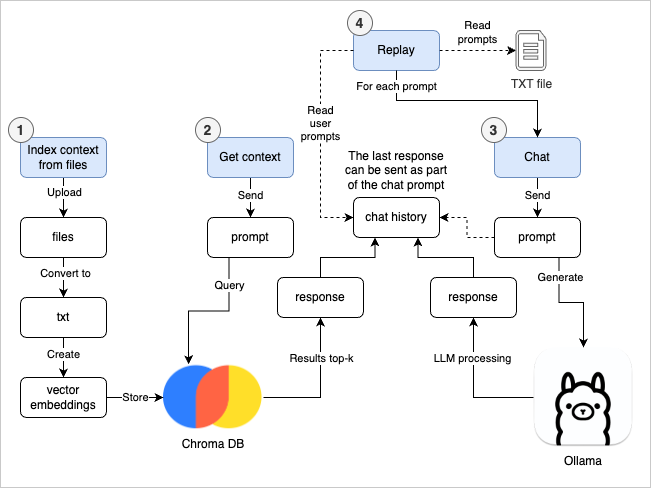 4
Replay
Read
prompts
TXT file
For each prompt
Read
user
prompts
1
Index context
from files
Upload
files
Convert to
txt
Create
vector
embeddings
Store
2
Get context
Send
prompt
Query
Chroma DB
Results top-k
response
The last response
can be sent as part
of the chat prompt
chat history
3
Chat
Send
prompt
Generate
Ollama
LLM processing
response